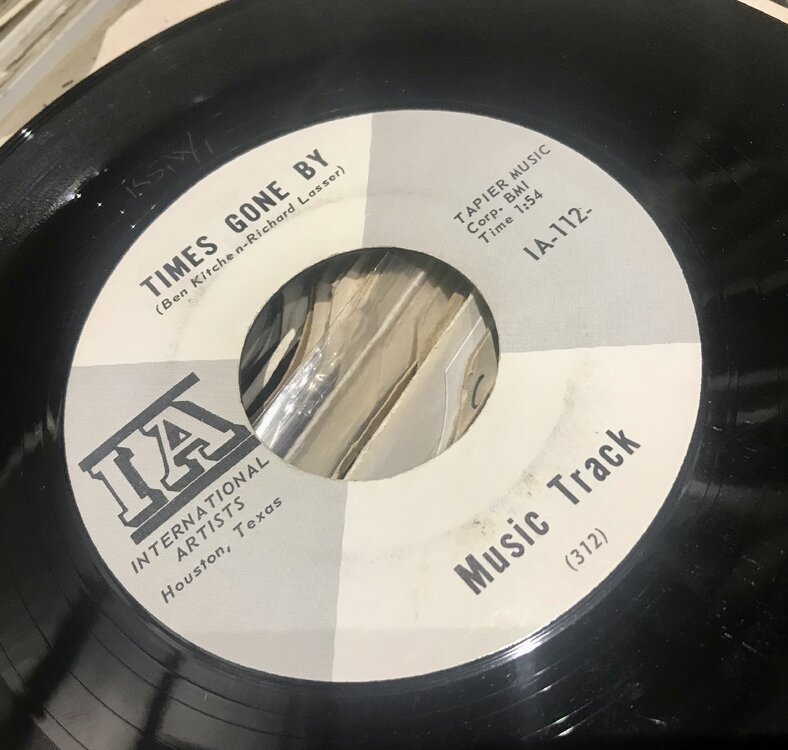 TIMES GONE BY
(Ben Kitchen-Richard Lasser)
TAPIER MUSIC
Corp. BMI
Time 1:54
IA-112-
IA
INTERNATIONAL
ARTISTS
Houston, Texas
Music Track
(312)